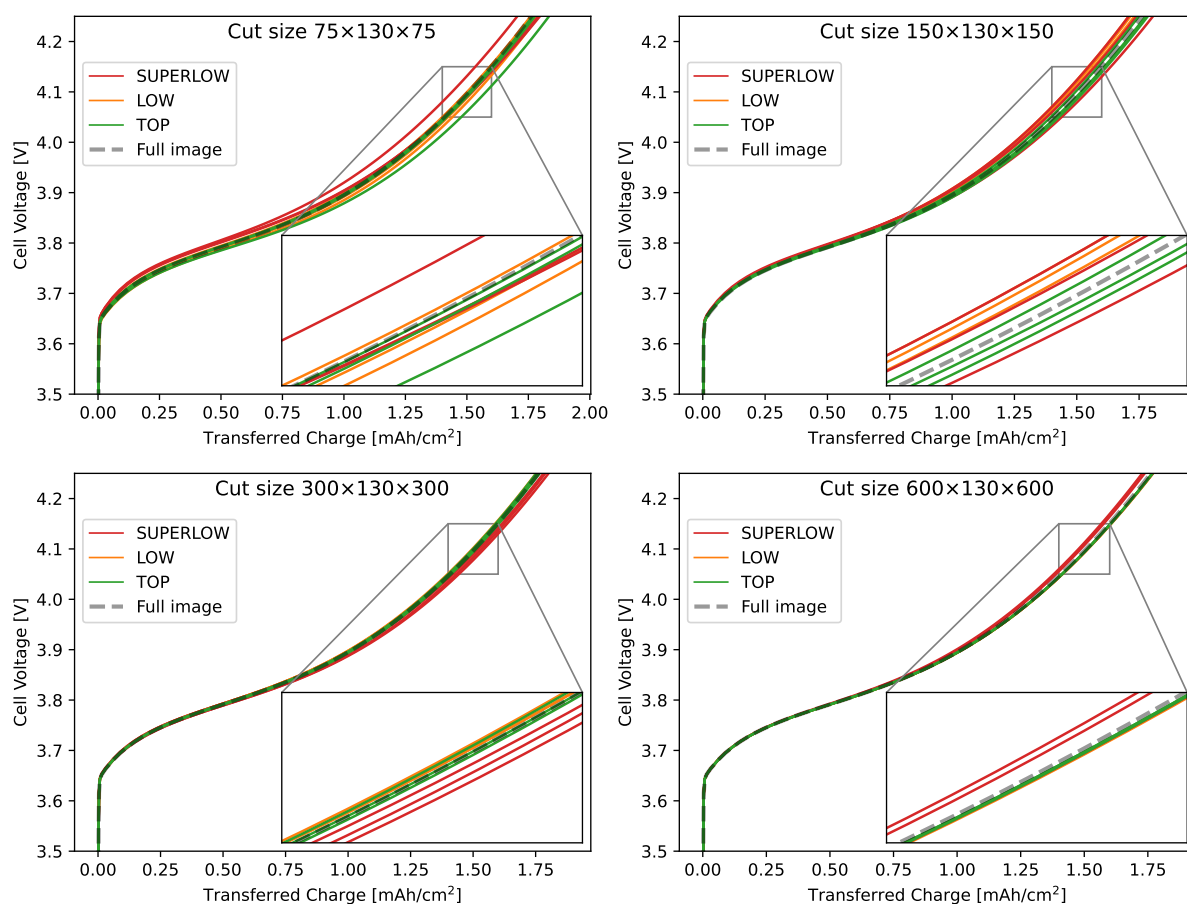 Cut size 75×130×75
4.2
4.1
4.0
3.9
3.8
3.7
3.6
3.5
Cell Voltage [V]
SUPERLOW
LOW
TOP
Full image
0.00 0.25 0.50 0.75 1.00 1.25 1.50 1.75 2.00
Transferred Charge [mAh/cm²]
Cut size 150×130×150
4.2
4.1
4.0
3.9
3.8
3.7
3.6
3.5
Cell Voltage [V]
SUPERLOW
LOW
TOP
Full image
0.00 0.25 0.50 0.75 1.00 1.25 1.50 1.75
Transferred Charge [mAh/cm²]
Cut size 300×130×300
4.2
4.1
4.0
3.9
3.8
3.7
3.6
3.5
Cell Voltage [V]
SUPERLOW
LOW
TOP
Full image
0.00 0.25 0.50 0.75 1.00 1.25 1.50 1.75
Transferred Charge [mAh/cm²]
Cut size 600×130×600
4.2
4.1
4.0
3.9
3.8
3.7
3.6
3.5
Cell Voltage [V]
SUPERLOW
LOW
TOP
Full image
0.00 0.25 0.50 0.75 1.00 1.25 1.50 1.75
Transferred Charge [mAh/cm²]